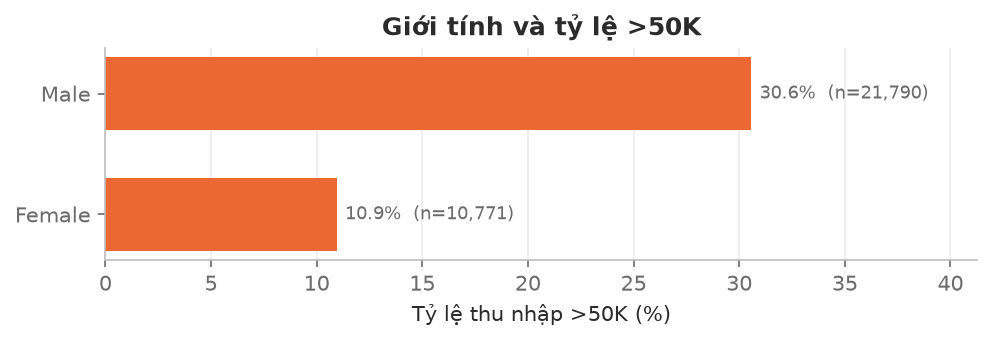 Giới tính và tỷ lệ >50K
Male
30.6%  (n=21,790)
Female
10.9%  (n=10,771)
0 5 10 15 20 25 30 35 40
Tỷ lệ thu nhập >50K (%)